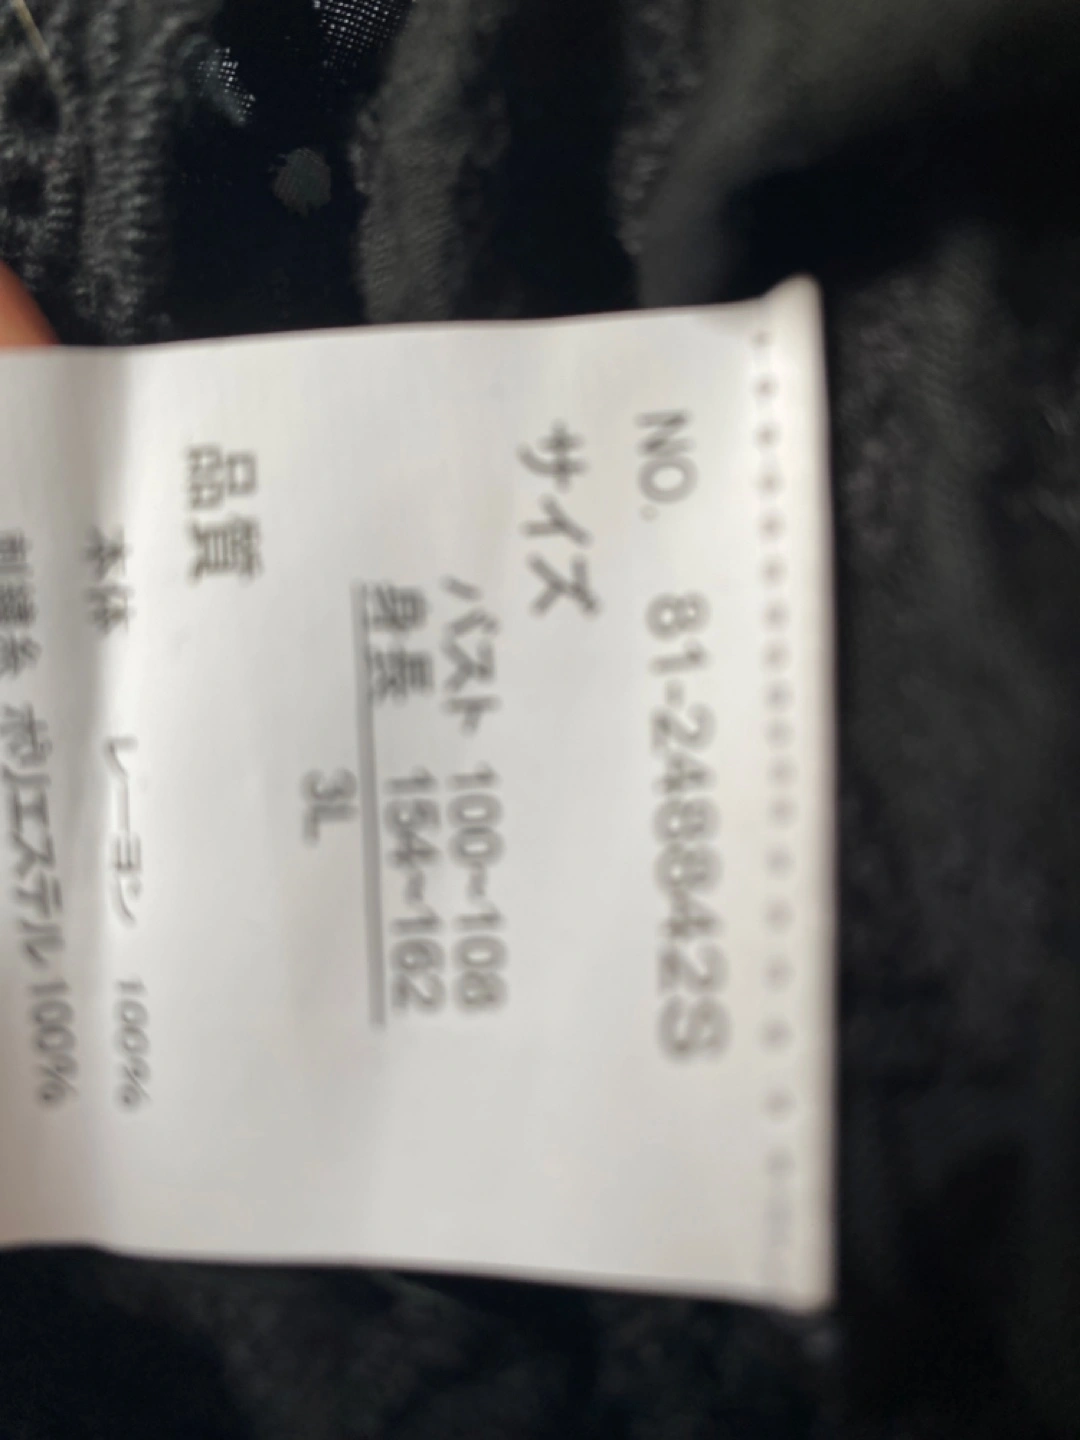 NO. 81-248842S
サイズ
バスト 100~108
身長 154~162
3L
品質
本体 レーヨン 100%
刺繍糸 ポリエステル 100%